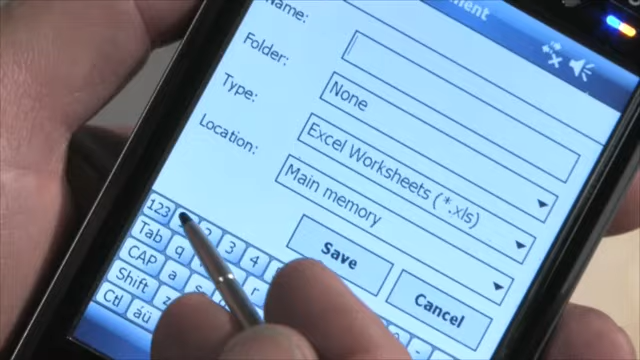 ment
Name:
Folder:
None
Type:
Excel Worksheets (*.xls)
Location:
Main memory
Save
Cancel
123 2 3 4
Tab q
CAP a s
Shift z
Ctl áü
r